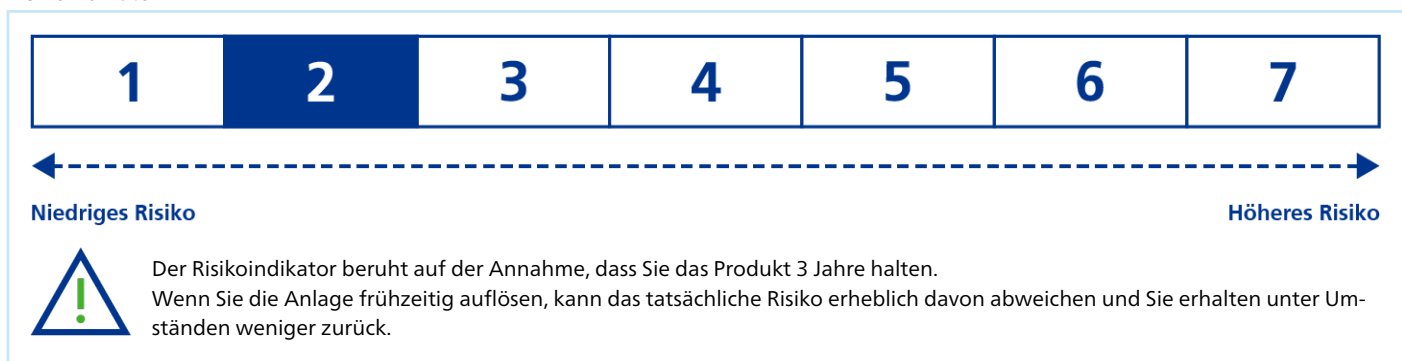 1 2 3 4 5 6 7
Niedriges Risiko Höheres Risiko
Der Risikoindikator beruht auf der Annahme, dass Sie das Produkt 3 Jahre halten.
Wenn Sie die Anlage frühzeitig auflösen, kann das tatsächliche Risiko erheblich davon abweichen und Sie erhalten unter Um-
ständen weniger zurück.